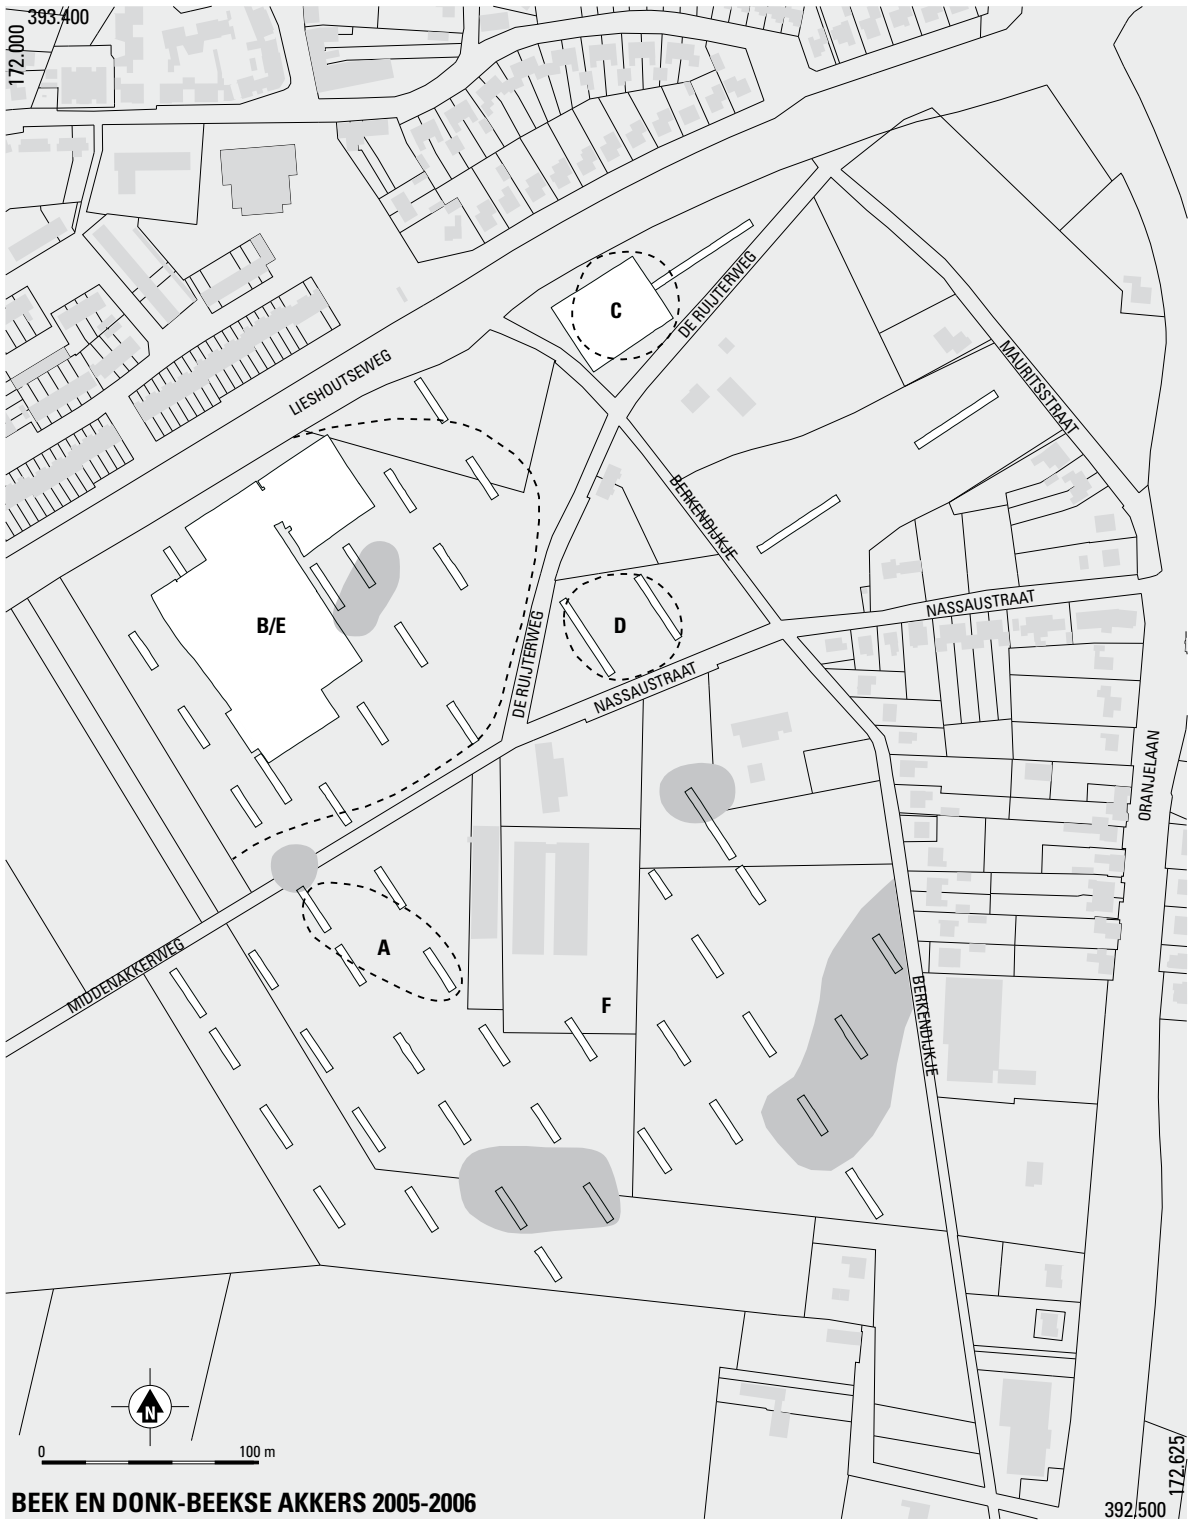 393.400
172.000
C
DE RUIJTERWEG
LIESHOUTSEWEG
MAURITSSTRAAT
BERKENDIJKJE
B/E
D
NASSAUSTRAAT
DE RUIJTERWEG
NASSAUSTRAAT
ORANJELAAN
A
MIDDENAKKERWEG
F
BERKENDIJKJE
N
0 100 m
172.625
BEEK EN DONK-BEEKSE AKKERS 2005-2006
392.500